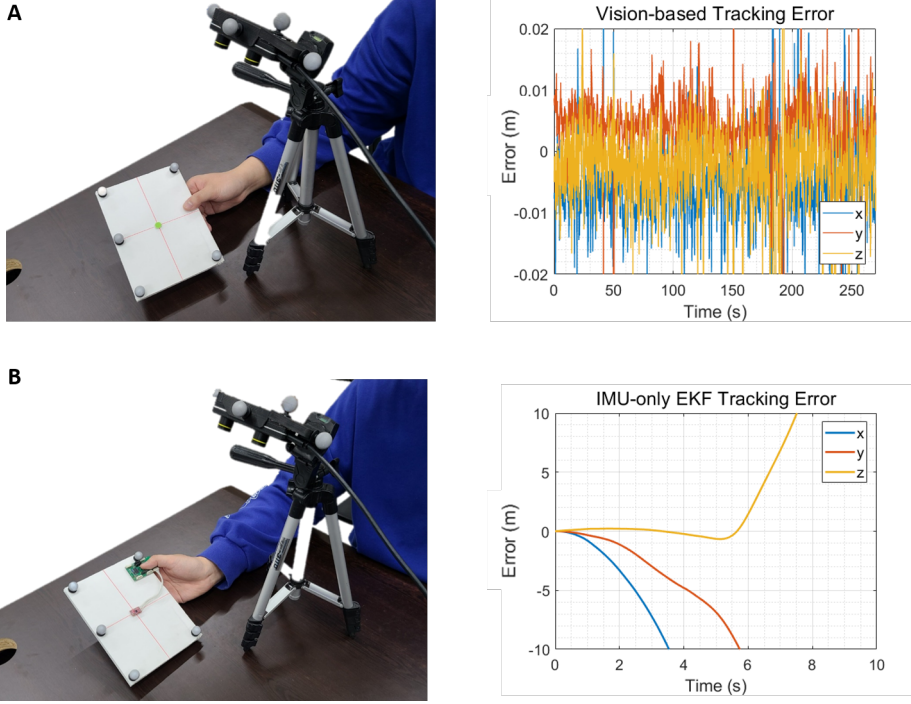 A
Vision-based Tracking Error
0.02
0.01
0
-0.01
-0.02
Error (m)
x
y
z
0 50 100 150 200 250
Time (s)
B
IMU-only EKF Tracking Error
10
5
0
-5
-10
Error (m)
x
y
z
0 2 4 6 8 10
Time (s)